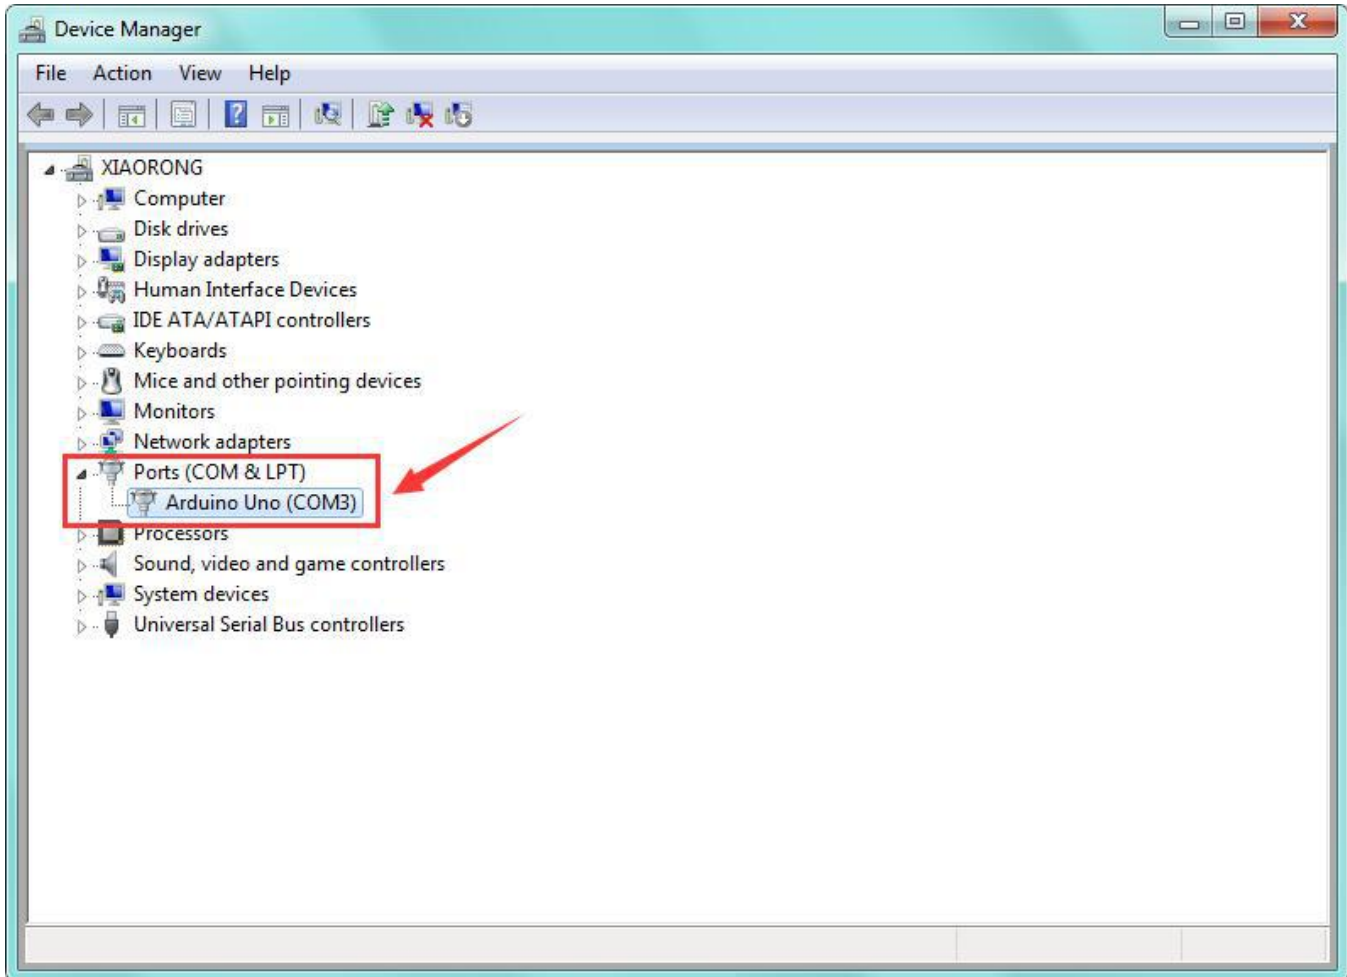 Device Manager
File Action View Help
XIAORONG
Computer
Disk drives
Display adapters
Human Interface Devices
IDE ATA/ATAPI controllers
Keyboards
Mice and other pointing devices
Monitors
Network adapters
Ports (COM & LPT)
Arduino Uno (COM3)
Processors
Sound, video and game controllers
System devices
Universal Serial Bus controllers